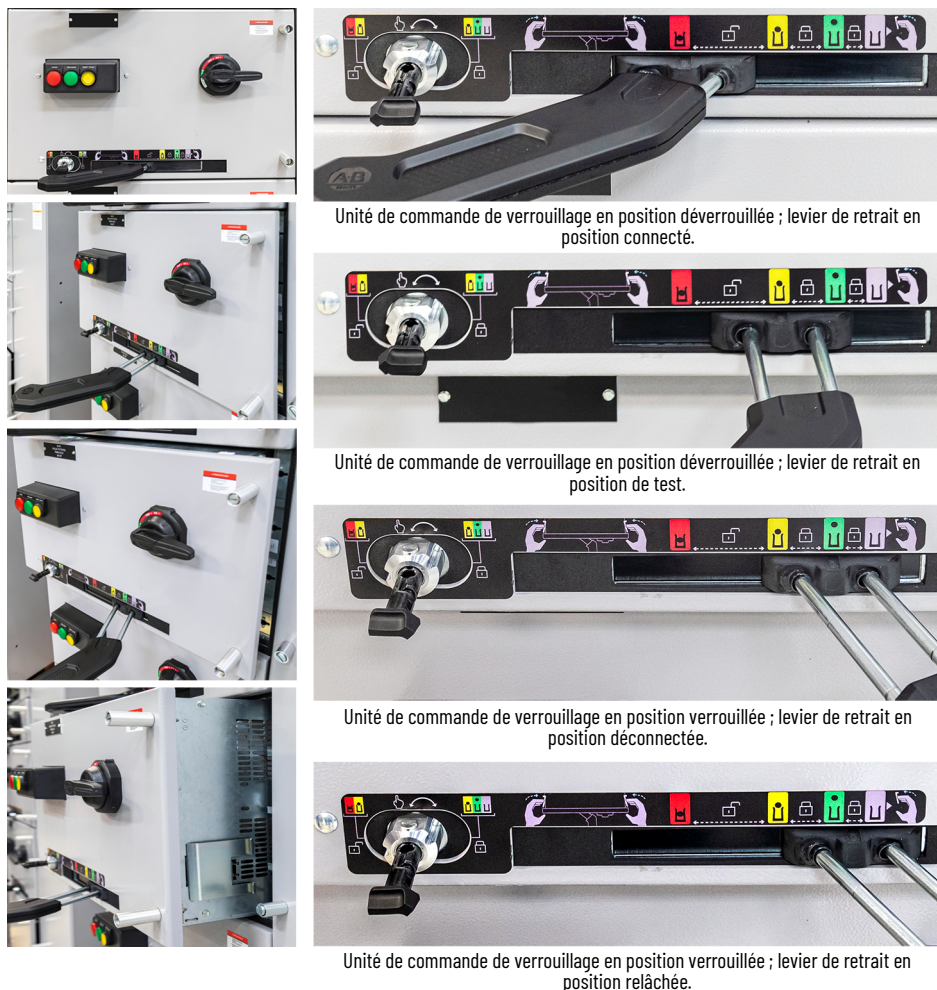 A-B
Unité de commande de verrouillage en position déverrouillée ; levier de retrait en
position connecté.
Unité de commande de verrouillage en position déverrouillée ; levier de retrait en
position de test.
Unité de commande de verrouillage en position verrouillée ; levier de retrait en
position déconnectée.
Unité de commande de verrouillage en position verrouillée ; levier de retrait en
position relâchée.